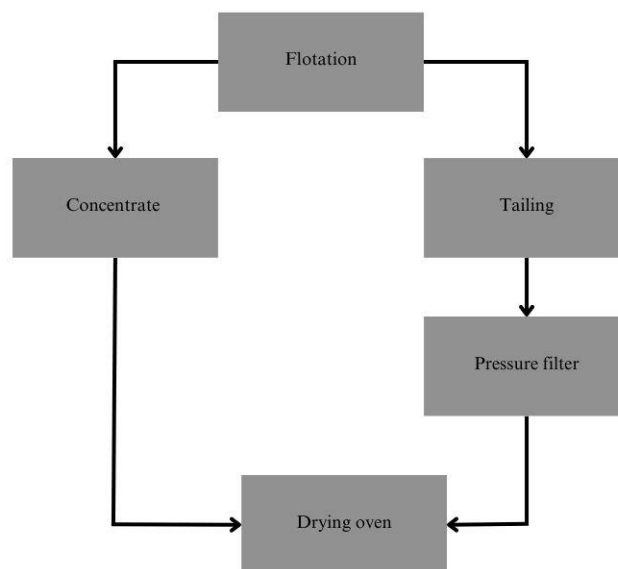 Flotation
Concentrate
Tailing
Pressure filter
Drying oven